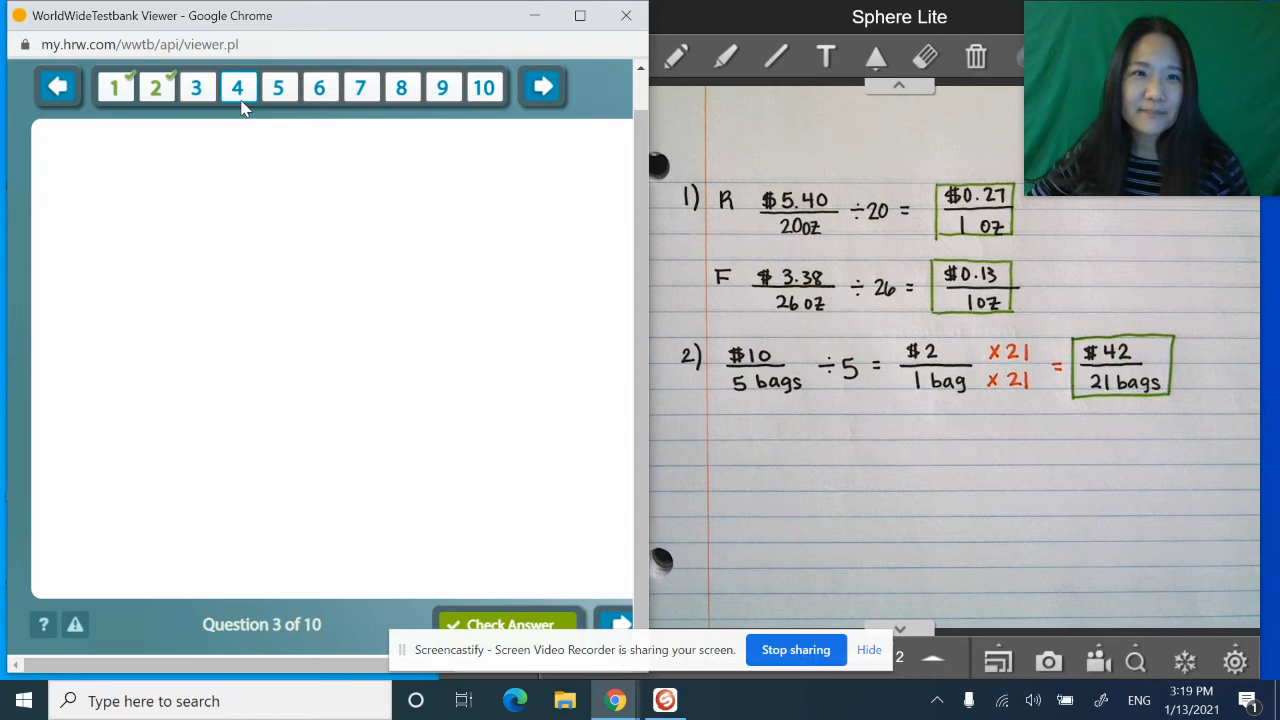 WorldWideTestbank Viewer - Google Chrome
my.hrw.com/wwtb/api/viewer.pl
1 2 3 4 5 6 7 8 9 10
Question 3 of 10
Check Answer
Sphere Lite
T
1) R $5.40 / 20oz ÷20 = $0.27 / 1 oz
F $ 3.38 / 26 oz ÷ 26 = $0.13 / 1oz
2) $10 / 5 bags ÷ 5 = $2 / 1 bag x 21 / x 21 = $ 42 / 21 bags
Screencastify - Screen Video Recorder is sharing your screen.
Stop sharing
Hide
2
Type here to search
ENG
3:19 PM
1/13/2021
1